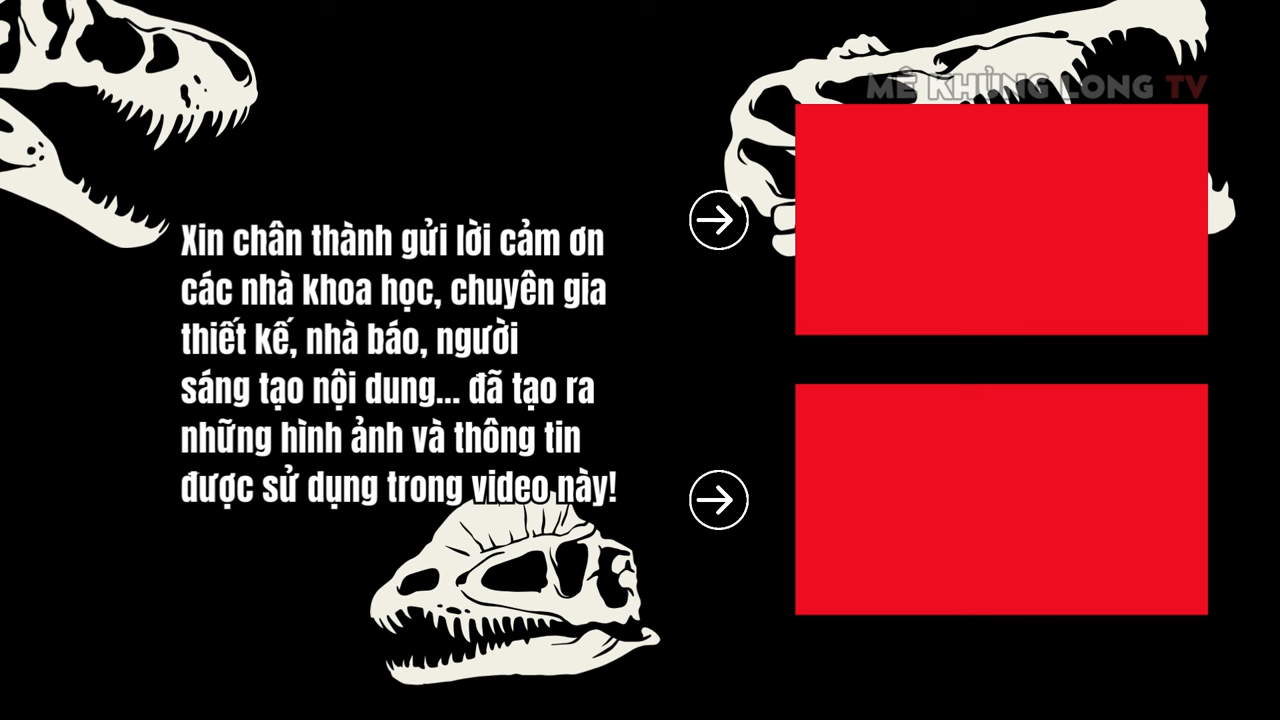 MÊ KHỦNG LONG TV
Xin chân thành gửi lời cảm ơn
các nhà khoa học, chuyên gia
thiết kế, nhà báo, người
sáng tạo nội dung... đã tạo ra
những hình ảnh và thông tin
được sử dụng trong video này!